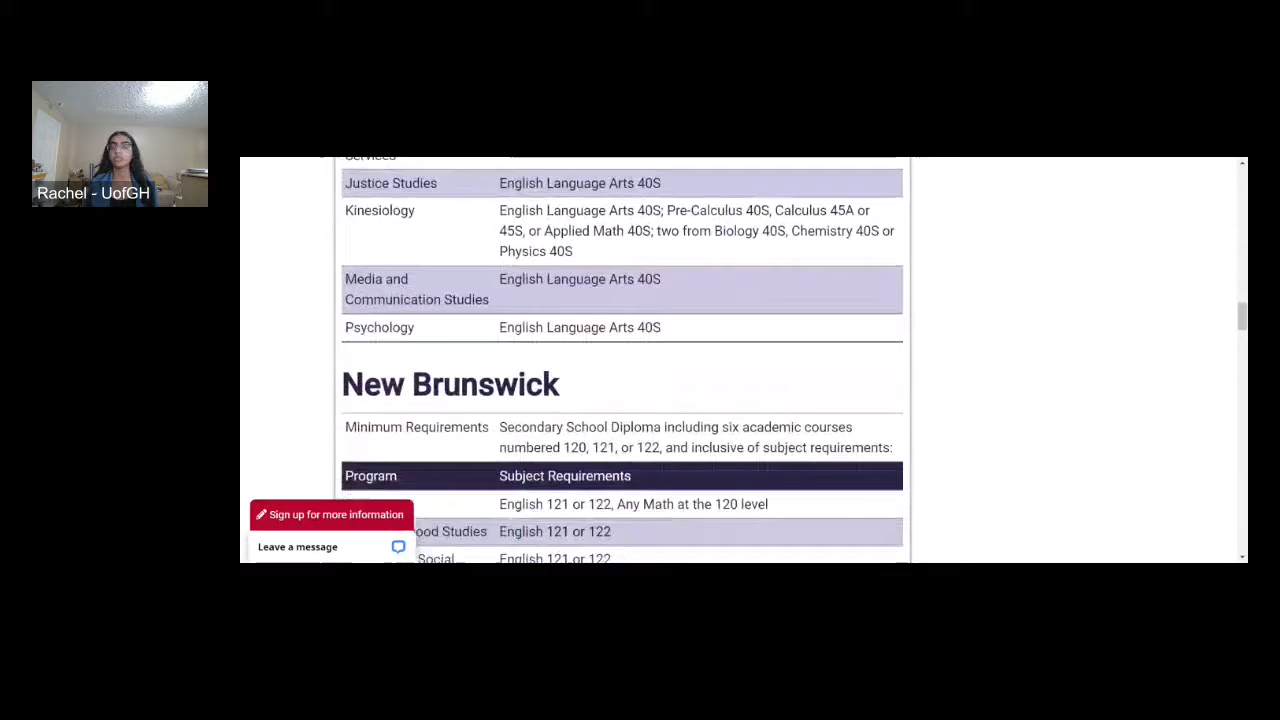 Rachel - UofGH
Services
Justice Studies English Language Arts 40S
Kinesiology English Language Arts 40S; Pre-Calculus 40S, Calculus 45A or
45S, or Applied Math 40S; two from Biology 40S, Chemistry 40S or
Physics 40S
Media and English Language Arts 40S
Communication Studies
Psychology English Language Arts 40S
New Brunswick
Minimum Requirements Secondary School Diploma including six academic courses
numbered 120, 121, or 122, and inclusive of subject requirements:
Program Subject Requirements
English 121 or 122, Any Math at the 120 level
Sign up for more information
ood Studies English 121 or 122
Leave a message
Social English 121 or 122